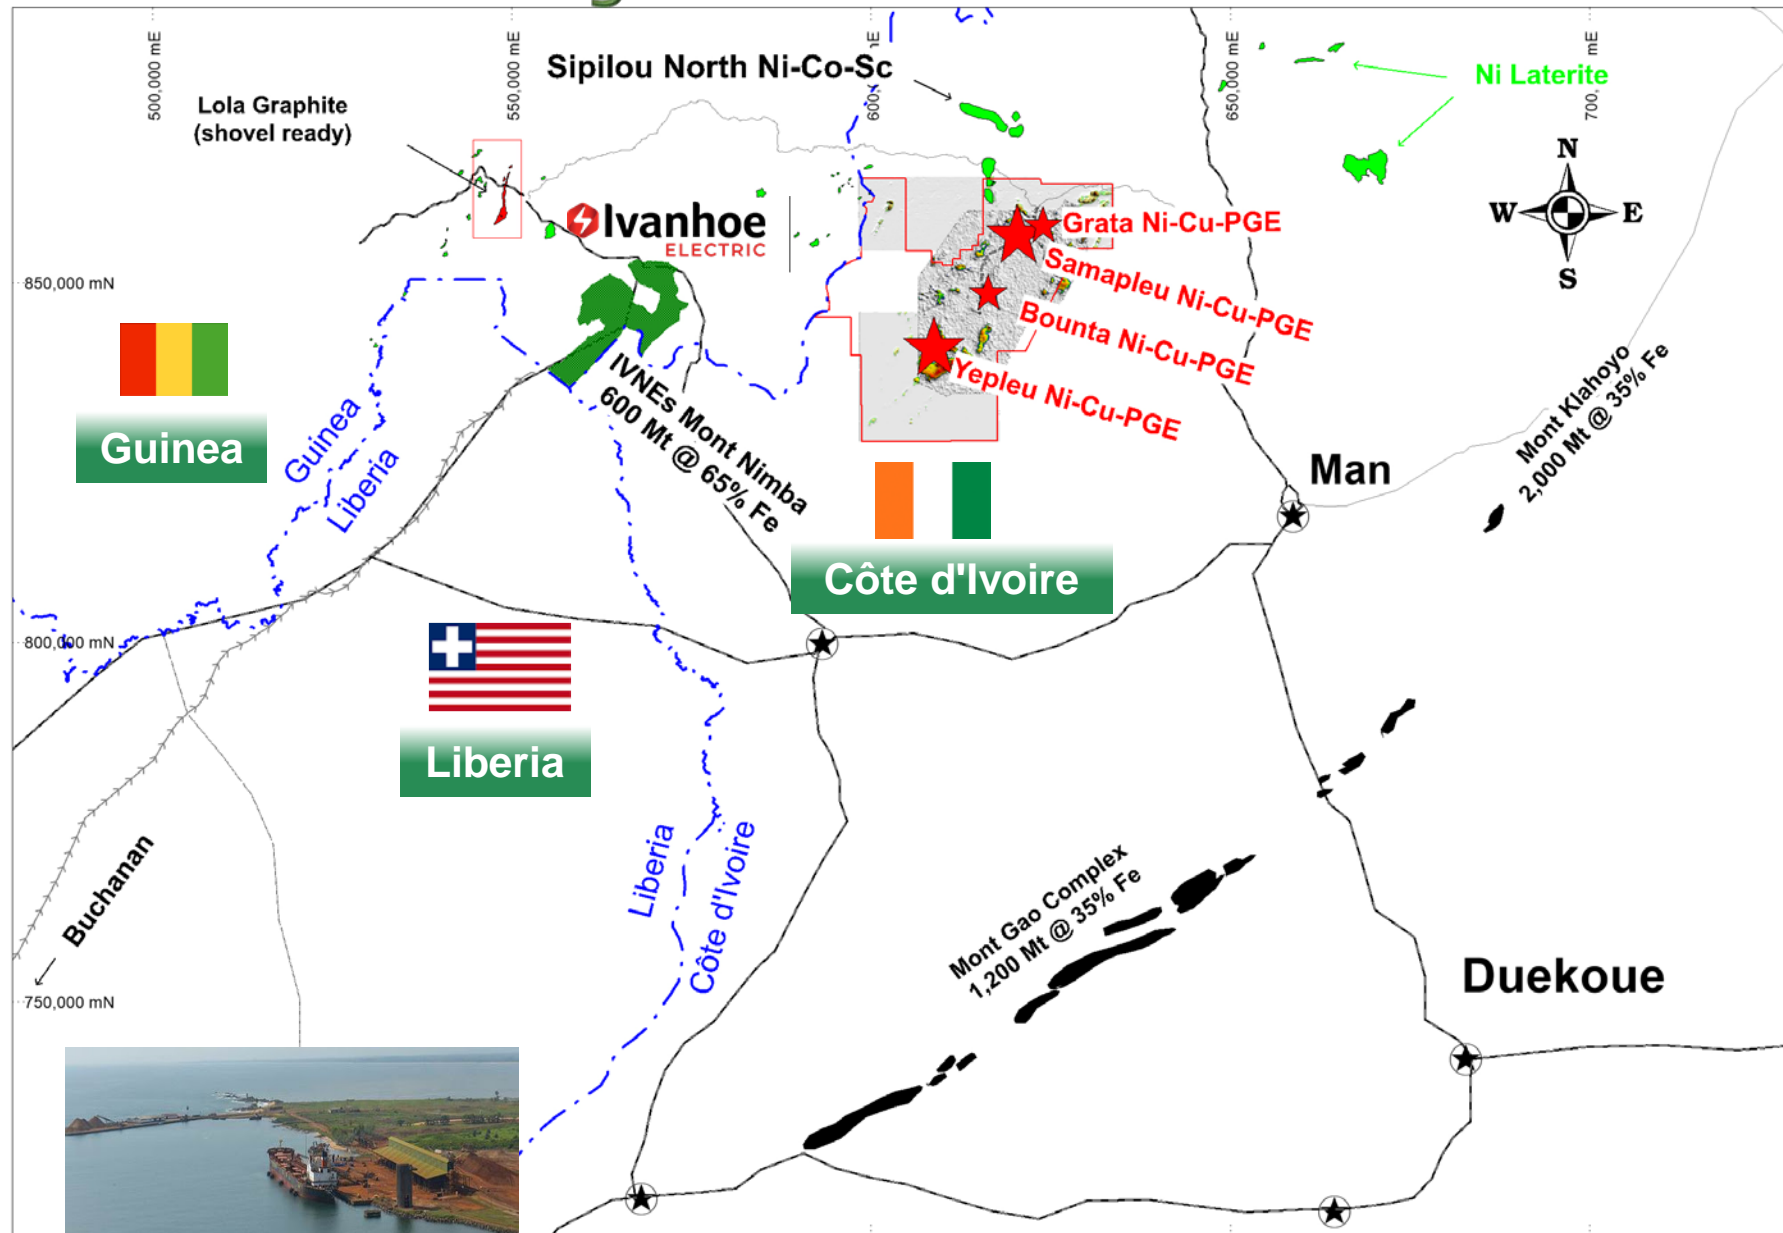 500,000 mE
550,000 mE
600,
mE
650,000 mE
700,
mE
Sipilou North Ni-Co-Sc
Ni Laterite
Lola Graphite
(shovel ready)
N
W
E
S
Ivanhoe
ELECTRIC
Grata Ni-Cu-PGE
Samapleu Ni-Cu-PGE
Bounta Ni-Cu-PGE
Yepleu Ni-Cu-PGE
850,000 mN
IVNEs Mont Nimba
600 Mt @ 65% Fe
Guinea
Guinea
Liberia
Mont Klahoyo
2,000 Mt @ 35% Fe
Man
Côte d'Ivoire
800,000 mN
Liberia
Liberia
Côte d'Ivoire
Buchanan
Mont Gao Complex
1,200 Mt @ 35% Fe
Duekoue
750,000 mN